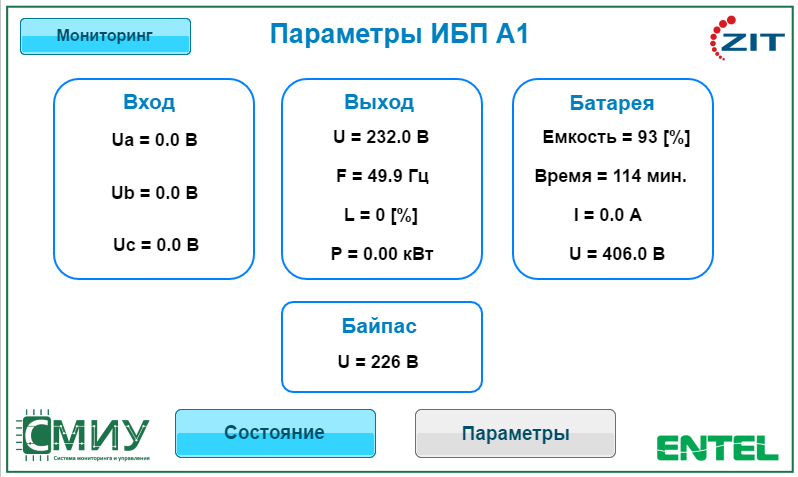 Мониторинг
Параметры ИБП A1
ZIT
Вход
Ua = 0.0 В
Ub = 0.0 В
Uc = 0.0 В
Выход
U = 232.0 В
F = 49.9 Гц
L = 0 [%]
P = 0.00 кВт
Батарея
Емкость = 93 [%]
Время = 114 мин.
I = 0.0 А
U = 406.0 В
Байпас
U = 226 В
СМИУ
Система мониторинга и управления
Состояние
Параметры
ENTEL